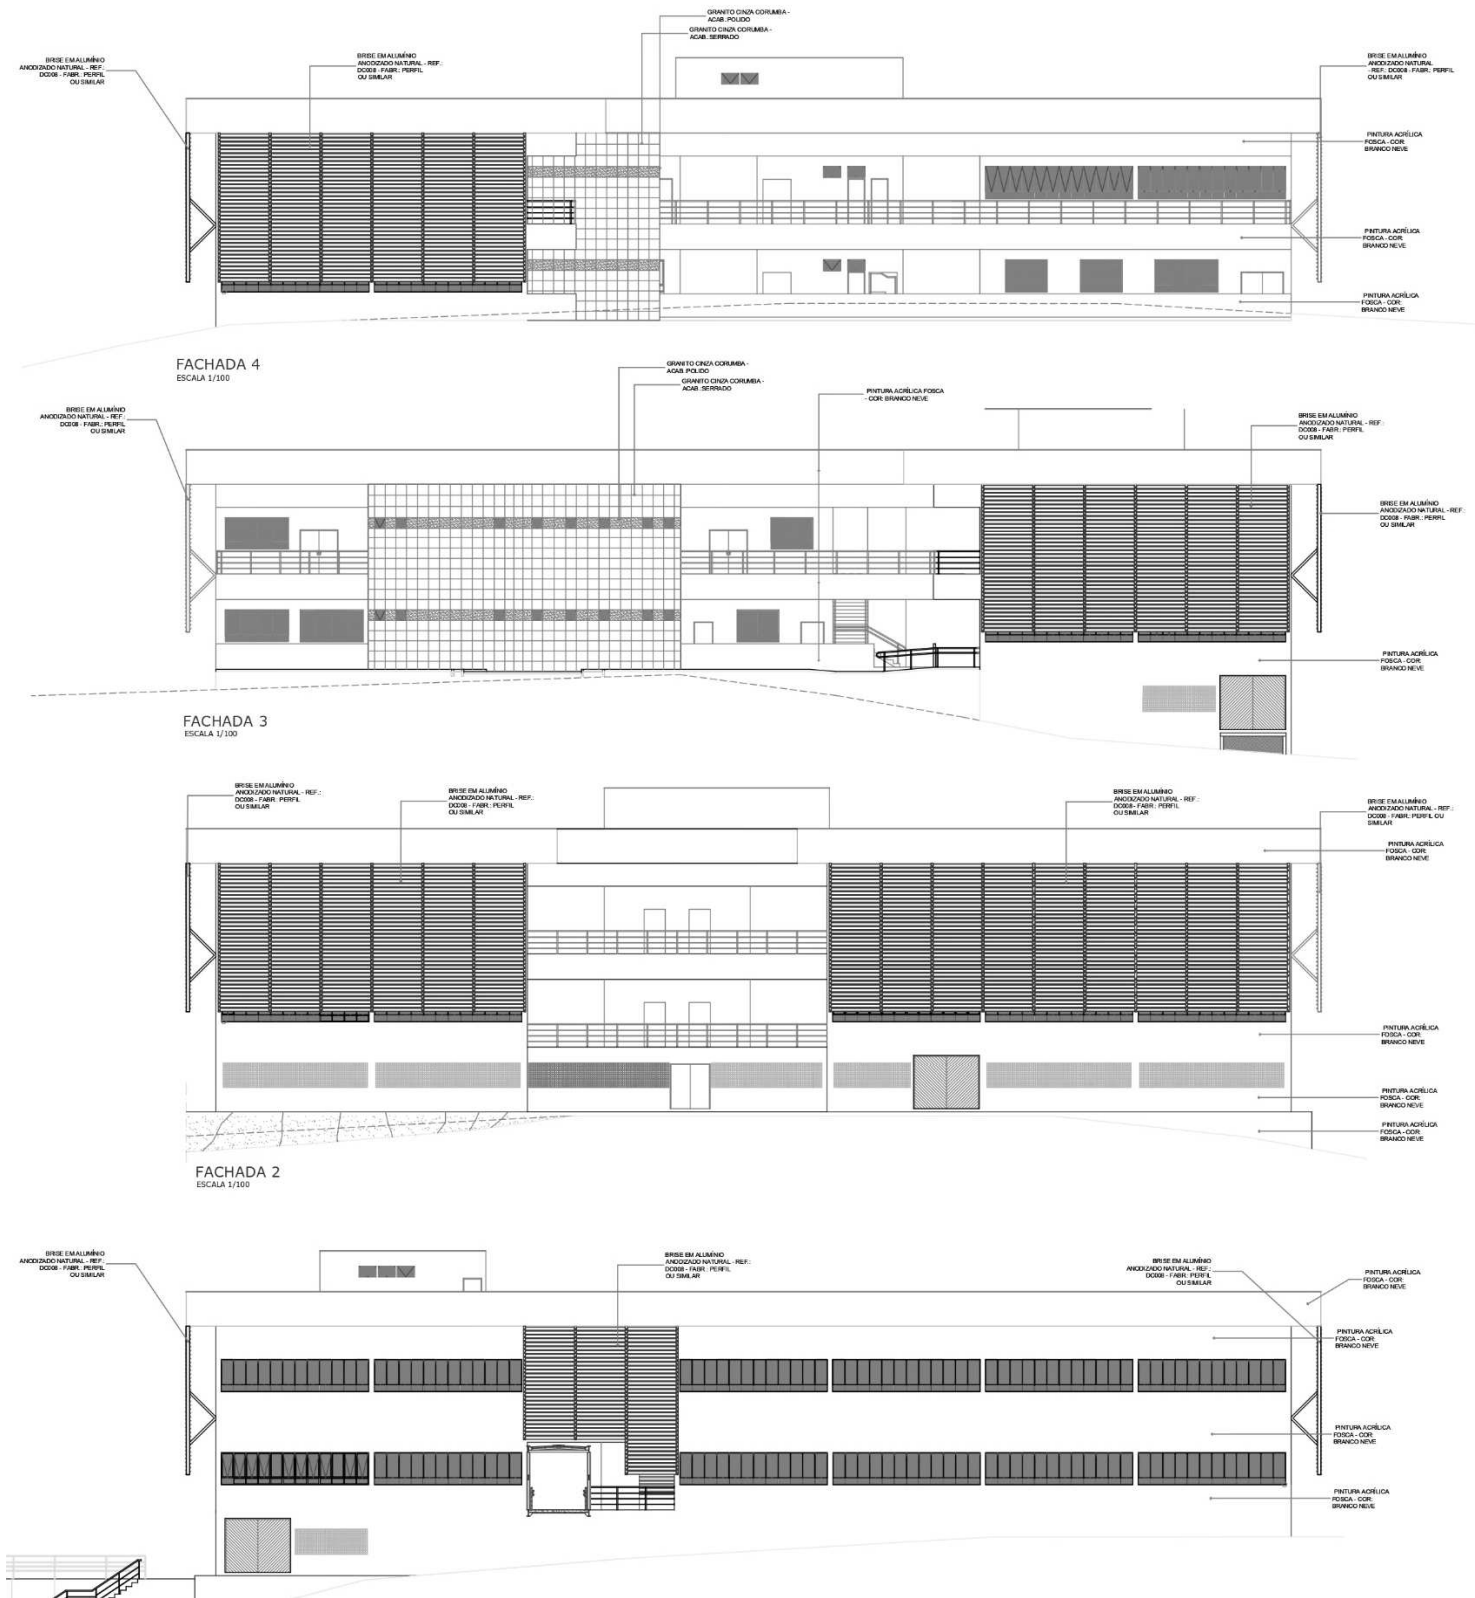 GRANITO CINZA CORUMBA -
ACAB. POLIDO
GRANITO CINZA CORUMBA -
ACAB. SERRADO
BRISE EM ALUMÍNIO
ANODIZADO NATURAL - REF.:
DC008 - FABR.: PERFIL
OU SIMILAR
BRISE EM ALUMÍNIO
ANODIZADO NATURAL - REF.:
DC008 - FABR.: PERFIL
OU SIMILAR
BRISE EM ALUMÍNIO
ANODIZADO NATURAL
- REF.: DC008 - FABR.: PERFIL
OU SIMILAR
PINTURA ACRÍLICA
FOSCA - COR:
BRANCO NEVE
PINTURA ACRÍLICA
FOSCA - COR:
BRANCO NEVE
PINTURA ACRÍLICA
FOSCA - COR:
BRANCO NEVE
FACHADA 4
ESCALA 1/100
GRANITO CINZA CORUMBA -
ACAB. POLIDO
GRANITO CINZA CORUMBA -
ACAB. SERRADO
PINTURA ACRÍLICA FOSCA
- COR: BRANCO NEVE
BRISE EM ALUMÍNIO
ANODIZADO NATURAL - REF.:
DC008 - FABR.: PERFIL
OU SIMILAR
BRISE EM ALUMÍNIO
ANODIZADO NATURAL - REF.:
DC008 - FABR.: PERFIL
OU SIMILAR
BRISE EM ALUMÍNIO
ANODIZADO NATURAL - REF.:
DC008 - FABR.: PERFIL
OU SIMILAR
PINTURA ACRÍLICA
FOSCA - COR:
BRANCO NEVE
FACHADA 3
ESCALA 1/100
BRISE EM ALUMÍNIO
ANODIZADO NATURAL - REF.:
DC008 - FABR.: PERFIL
OU SIMILAR
BRISE EM ALUMÍNIO
ANODIZADO NATURAL - REF.:
DC008 - FABR.: PERFIL
OU SIMILAR
BRISE EM ALUMÍNIO
ANODIZADO NATURAL - REF.:
DC008 - FABR.: PERFIL
OU SIMILAR
BRISE EM ALUMÍNIO
ANODIZADO NATURAL - REF.:
DC008 - FABR.: PERFIL OU
SIMILAR
PINTURA ACRÍLICA
FOSCA - COR:
BRANCO NEVE
PINTURA ACRÍLICA
FOSCA - COR:
BRANCO NEVE
PINTURA ACRÍLICA
FOSCA - COR:
BRANCO NEVE
PINTURA ACRÍLICA
FOSCA - COR:
BRANCO NEVE
FACHADA 2
ESCALA 1/100
BRISE EM ALUMÍNIO
ANODIZADO NATURAL - REF.:
DC008 - FABR.: PERFIL
OU SIMILAR
BRISE EM ALUMÍNIO
ANODIZADO NATURAL - REF.:
DC008 - FABR.: PERFIL
OU SIMILAR
BRISE EM ALUMÍNIO
ANODIZADO NATURAL - REF.:
DC008 - FABR.: PERFIL
OU SIMILAR
PINTURA ACRÍLICA
FOSCA - COR:
BRANCO NEVE
PINTURA ACRÍLICA
FOSCA - COR:
BRANCO NEVE
PINTURA ACRÍLICA
FOSCA - COR:
BRANCO NEVE
PINTURA ACRÍLICA
FOSCA - COR:
BRANCO NEVE